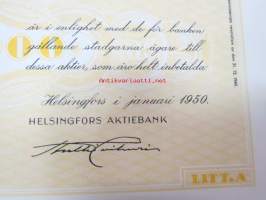 är i enlighet med de för banken
gällande stadgarna ägare till
dessa aktier, som äro helt inbetalda
www.antikvariaatti.net
Helsingfors i januari 1950.
HELSINGFORS AKTIEBANK
LITT.A